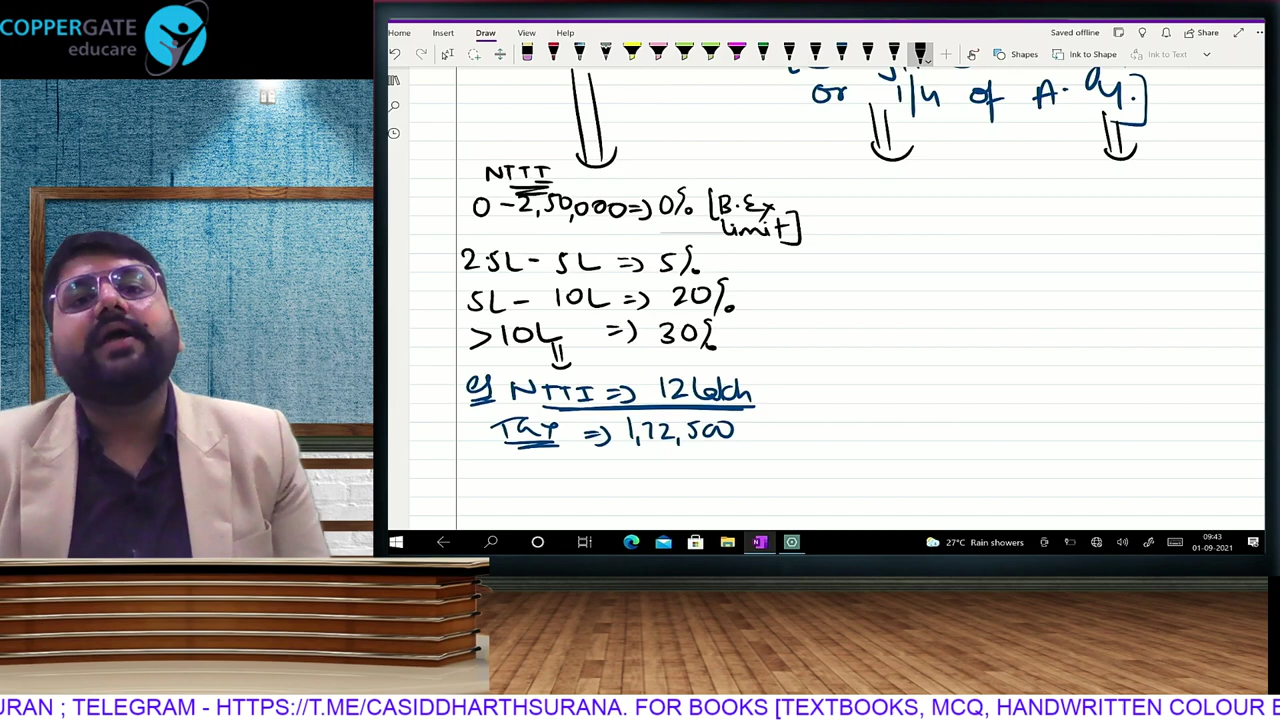 COPPERGATE
educare
Home Insert Draw View Help
Saved offline
Share
Shapes
Ink to Shape
Ink to Text
or 1/4 of A. ay.]
NTTI
0 - 2,50,000 => 0% [B.Ex
limit]
2.5L - 5L => 5%
5L - 10L => 20%
>10L => 30%
eg NTTI => 12 lakh
Tax => 1,72,500
27°C Rain showers
09:43
01-09-2021
URAN ; TELEGRAM - HTTPS://T.ME/CASIDDHARTHSURANA. FOR BOOKS [TEXTBOOKS, MCQ, HANDWRITTEN COLOUR